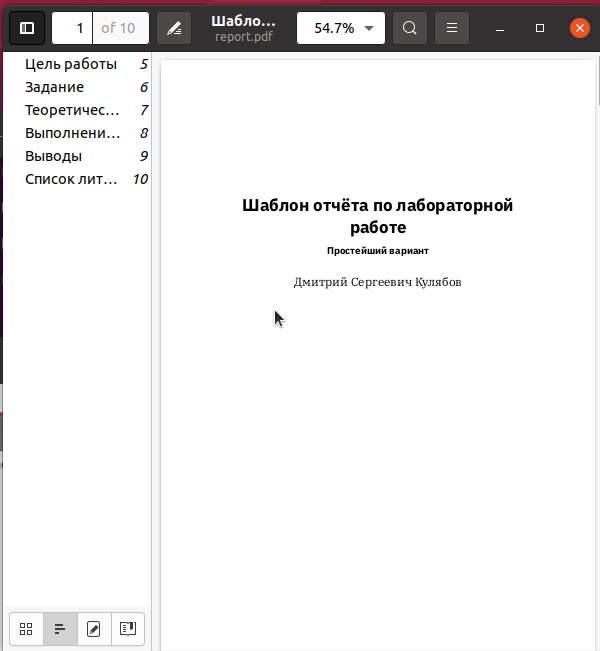 1 of 10
Шабло…
report.pdf
54.7%
Цель работы 5
Задание 6
Теоретичес… 7
Выполнени… 8
Выводы 9
Список лит… 10
Шаблон отчёта по лабораторной
работе
Простейший вариант
Дмитрий Сергеевич Кулябов